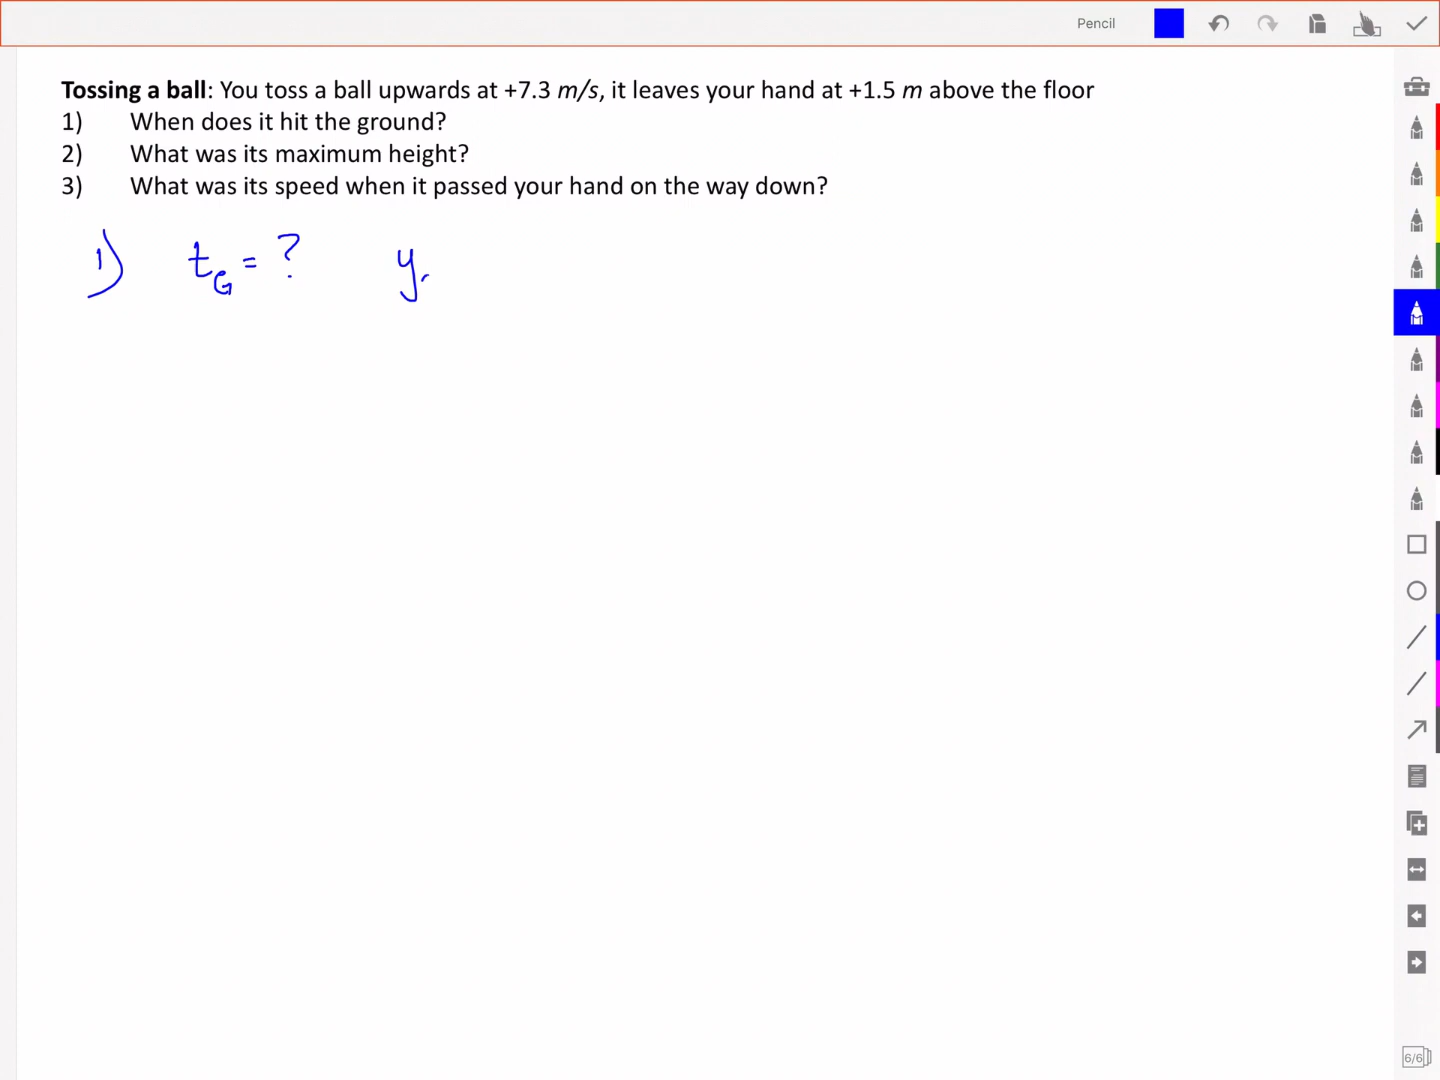 Pencil
Tossing a ball: You toss a ball upwards at +7.3 m/s, it leaves your hand at +1.5 m above the floor
1) When does it hit the ground?
2) What was its maximum height?
3) What was its speed when it passed your hand on the way down?
1) t_G = ? y
6/6